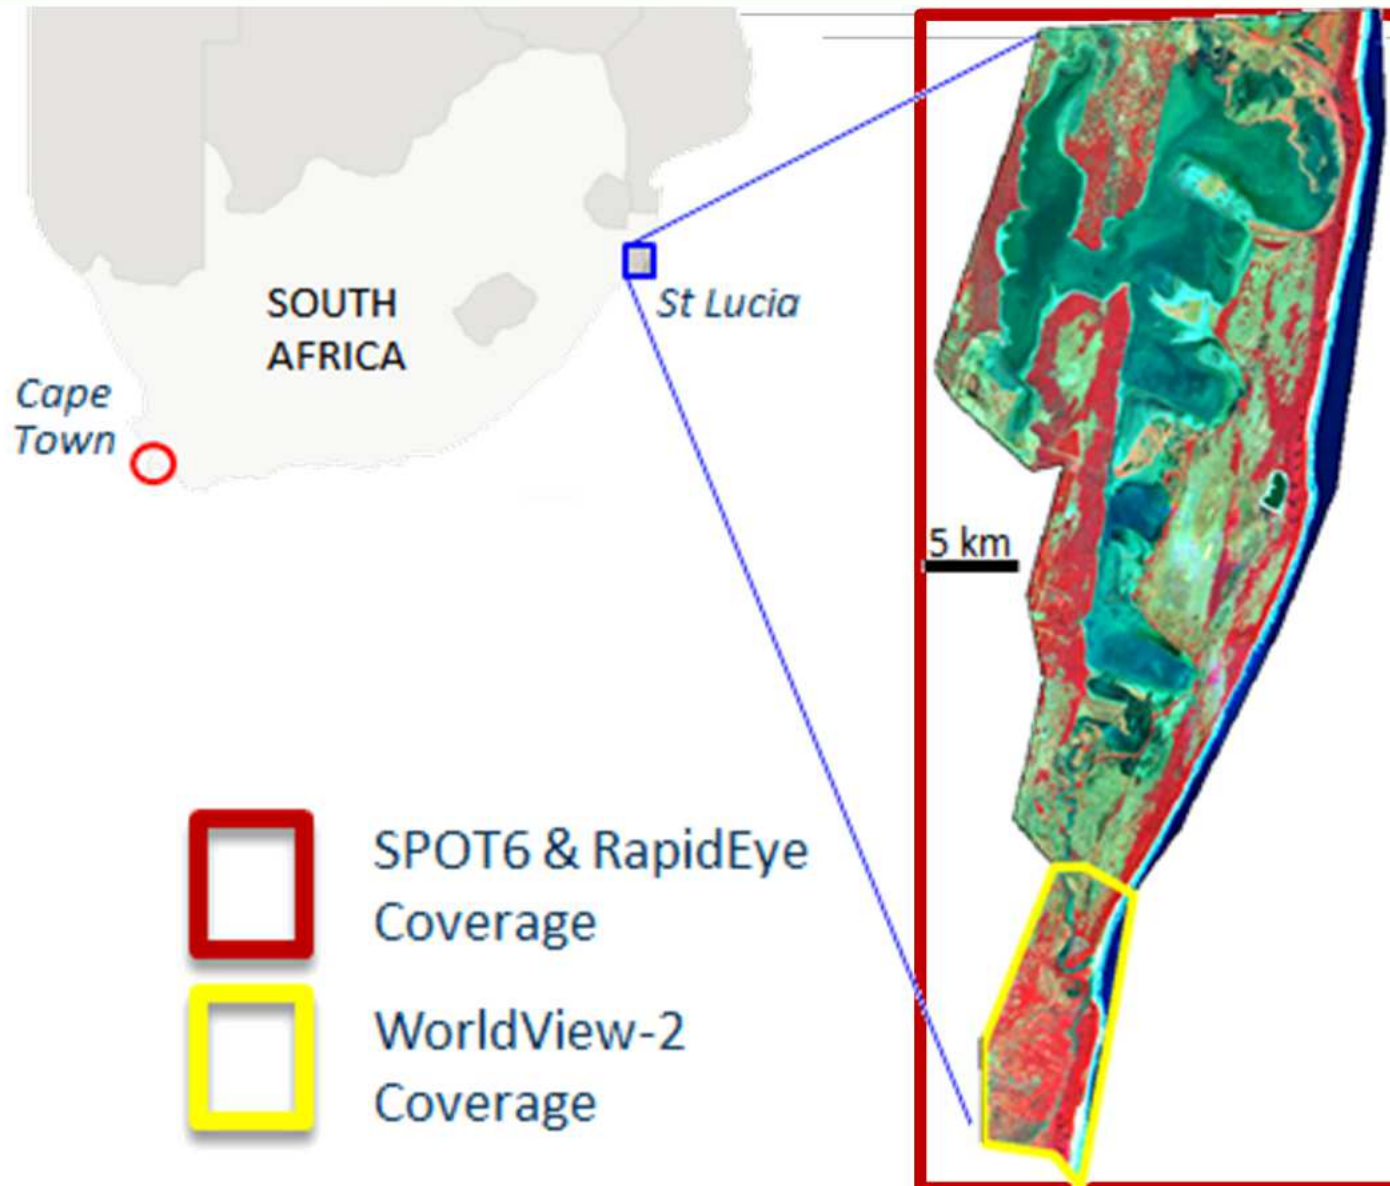 SOUTH
AFRICA
St Lucia
Cape
Town
5 km
SPOT6 & RapidEye
Coverage
WorldView-2
Coverage